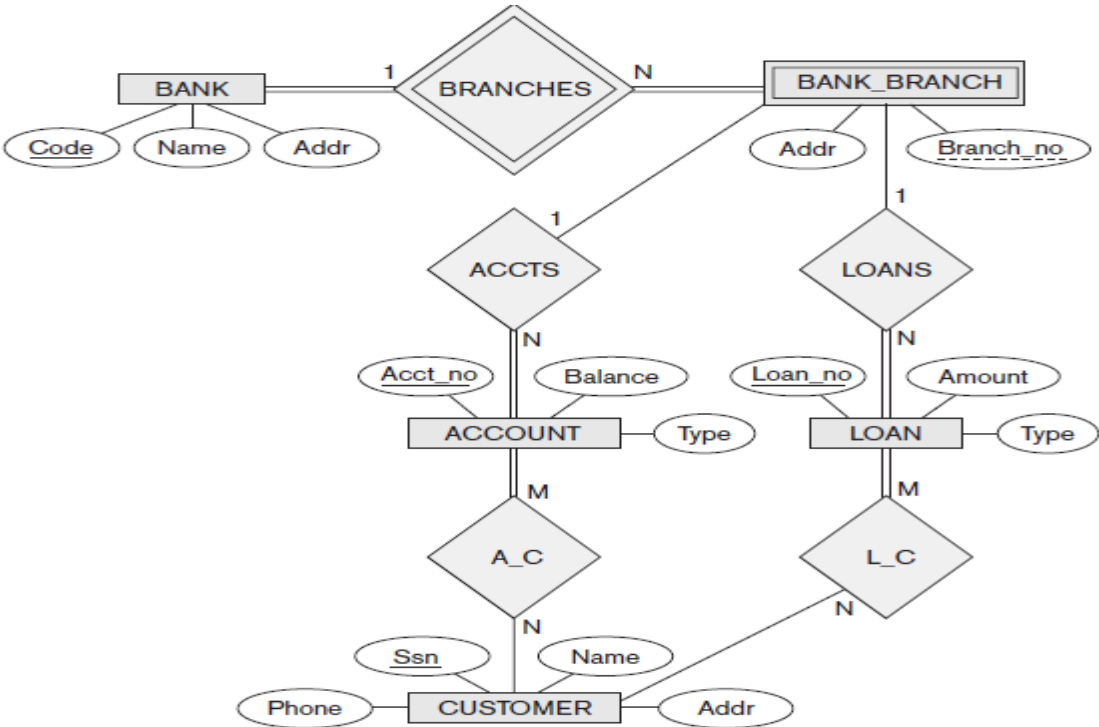 1 N
BANK BRANCHES BANK_BRANCH
Code Name Addr Addr Branch_no
1 1
ACCTS LOANS
N N
Acct_no Balance Loan_no Amount
ACCOUNT Type LOAN Type
M M
A_C L_C
N N
Ssn Name
Phone CUSTOMER Addr